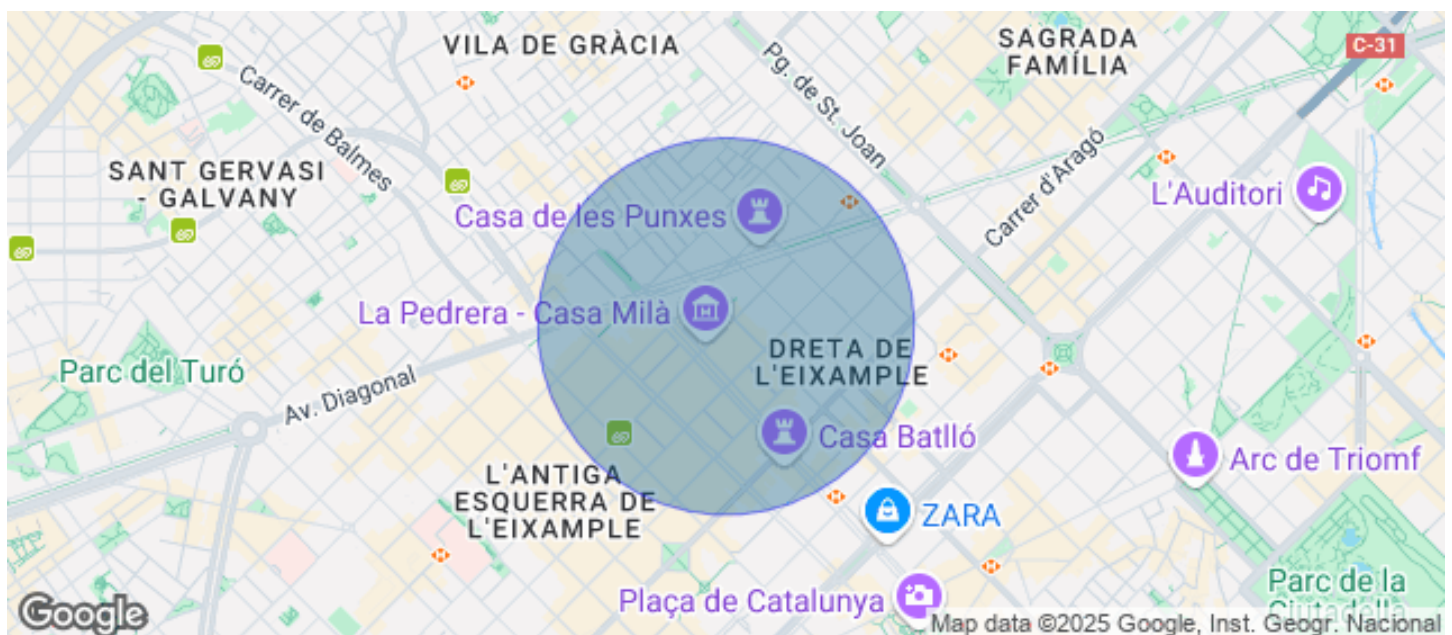 VILA DE GRÀCIA
SAGRADA
FAMÍLIA
C-31
Carrer de Balmes
Pg. de St. Joan
Carrer d'Aragó
SANT GERVASI
- GALVANY
L'Auditori
Casa de les Punxes
La Pedrera - Casa Milà
DRETA DE
L'EIXAMPLE
Parc del Turó
Av. Diagonal
Casa Batlló
Arc de Triomf
L'ANTIGA
ESQUERRA DE
L'EIXAMPLE
ZARA
Parc de la
Ciutadella
Plaça de Catalunya
Google
Map data ©2025 Google, Inst. Geogr. Nacional